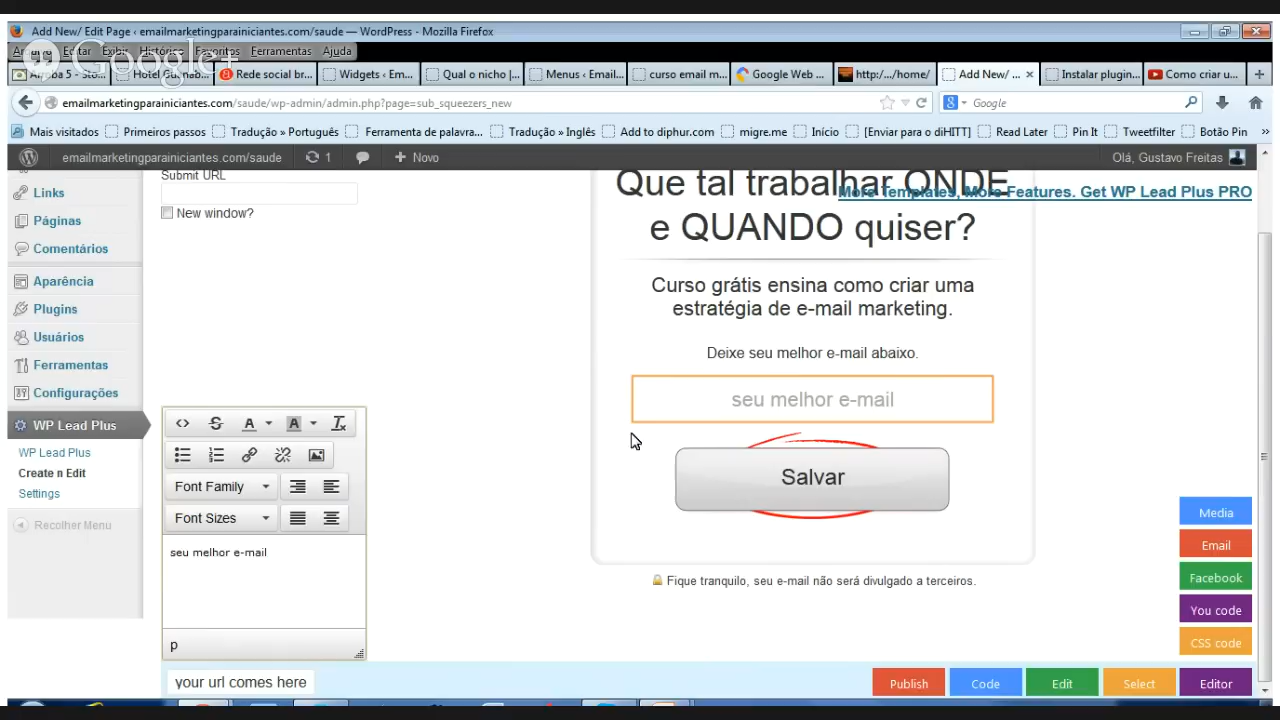 Add New/ Edit Page ‹ emailmarketingparainiciantes.com/saude — WordPress - Mozilla Firefox
Editar Exibir Histórico Favoritos Ferramentas Ajuda
Google+
Rede social br...
Widgets ‹ Em...
Qual o nicho |...
Menus ‹ Email...
curso email m...
Google Web ...
http:/.../home/
Add New/ ...
Instalar plugin...
Como criar u...
emailmarketingparainiciantes.com/saude/wp-admin/admin.php?page=sub_squeezers_new
Google
Mais visitados
Primeiros passos
Tradução » Português
Ferramenta de palavra...
Tradução » Inglês
Add to diphur.com
migre.me
Início
[Enviar para o diHITT]
Read Later
Pin It
Tweetfilter
Botão Pin
emailmarketingparainiciantes.com/saude
1
Novo
Olá, Gustavo Freitas
Links
Páginas
Comentários
Aparência
Plugins
Usuários
Ferramentas
Configurações
WP Lead Plus
WP Lead Plus
Create n Edit
Settings
Recolher Menu
Submit URL
New window?
More Templates, More Features. Get WP Lead Plus PRO
Que tal trabalhar ONDE
e QUANDO quiser?
Curso grátis ensina como criar uma
estratégia de e-mail marketing.
Deixe seu melhor e-mail abaixo.
seu melhor e-mail
Salvar
Fique tranquilo, seu e-mail não será divulgado a terceiros.
Font Family
Font Sizes
seu melhor e-mail
p
your url comes here
Media
Email
Facebook
You code
CSS code
Publish
Code
Edit
Select
Editor